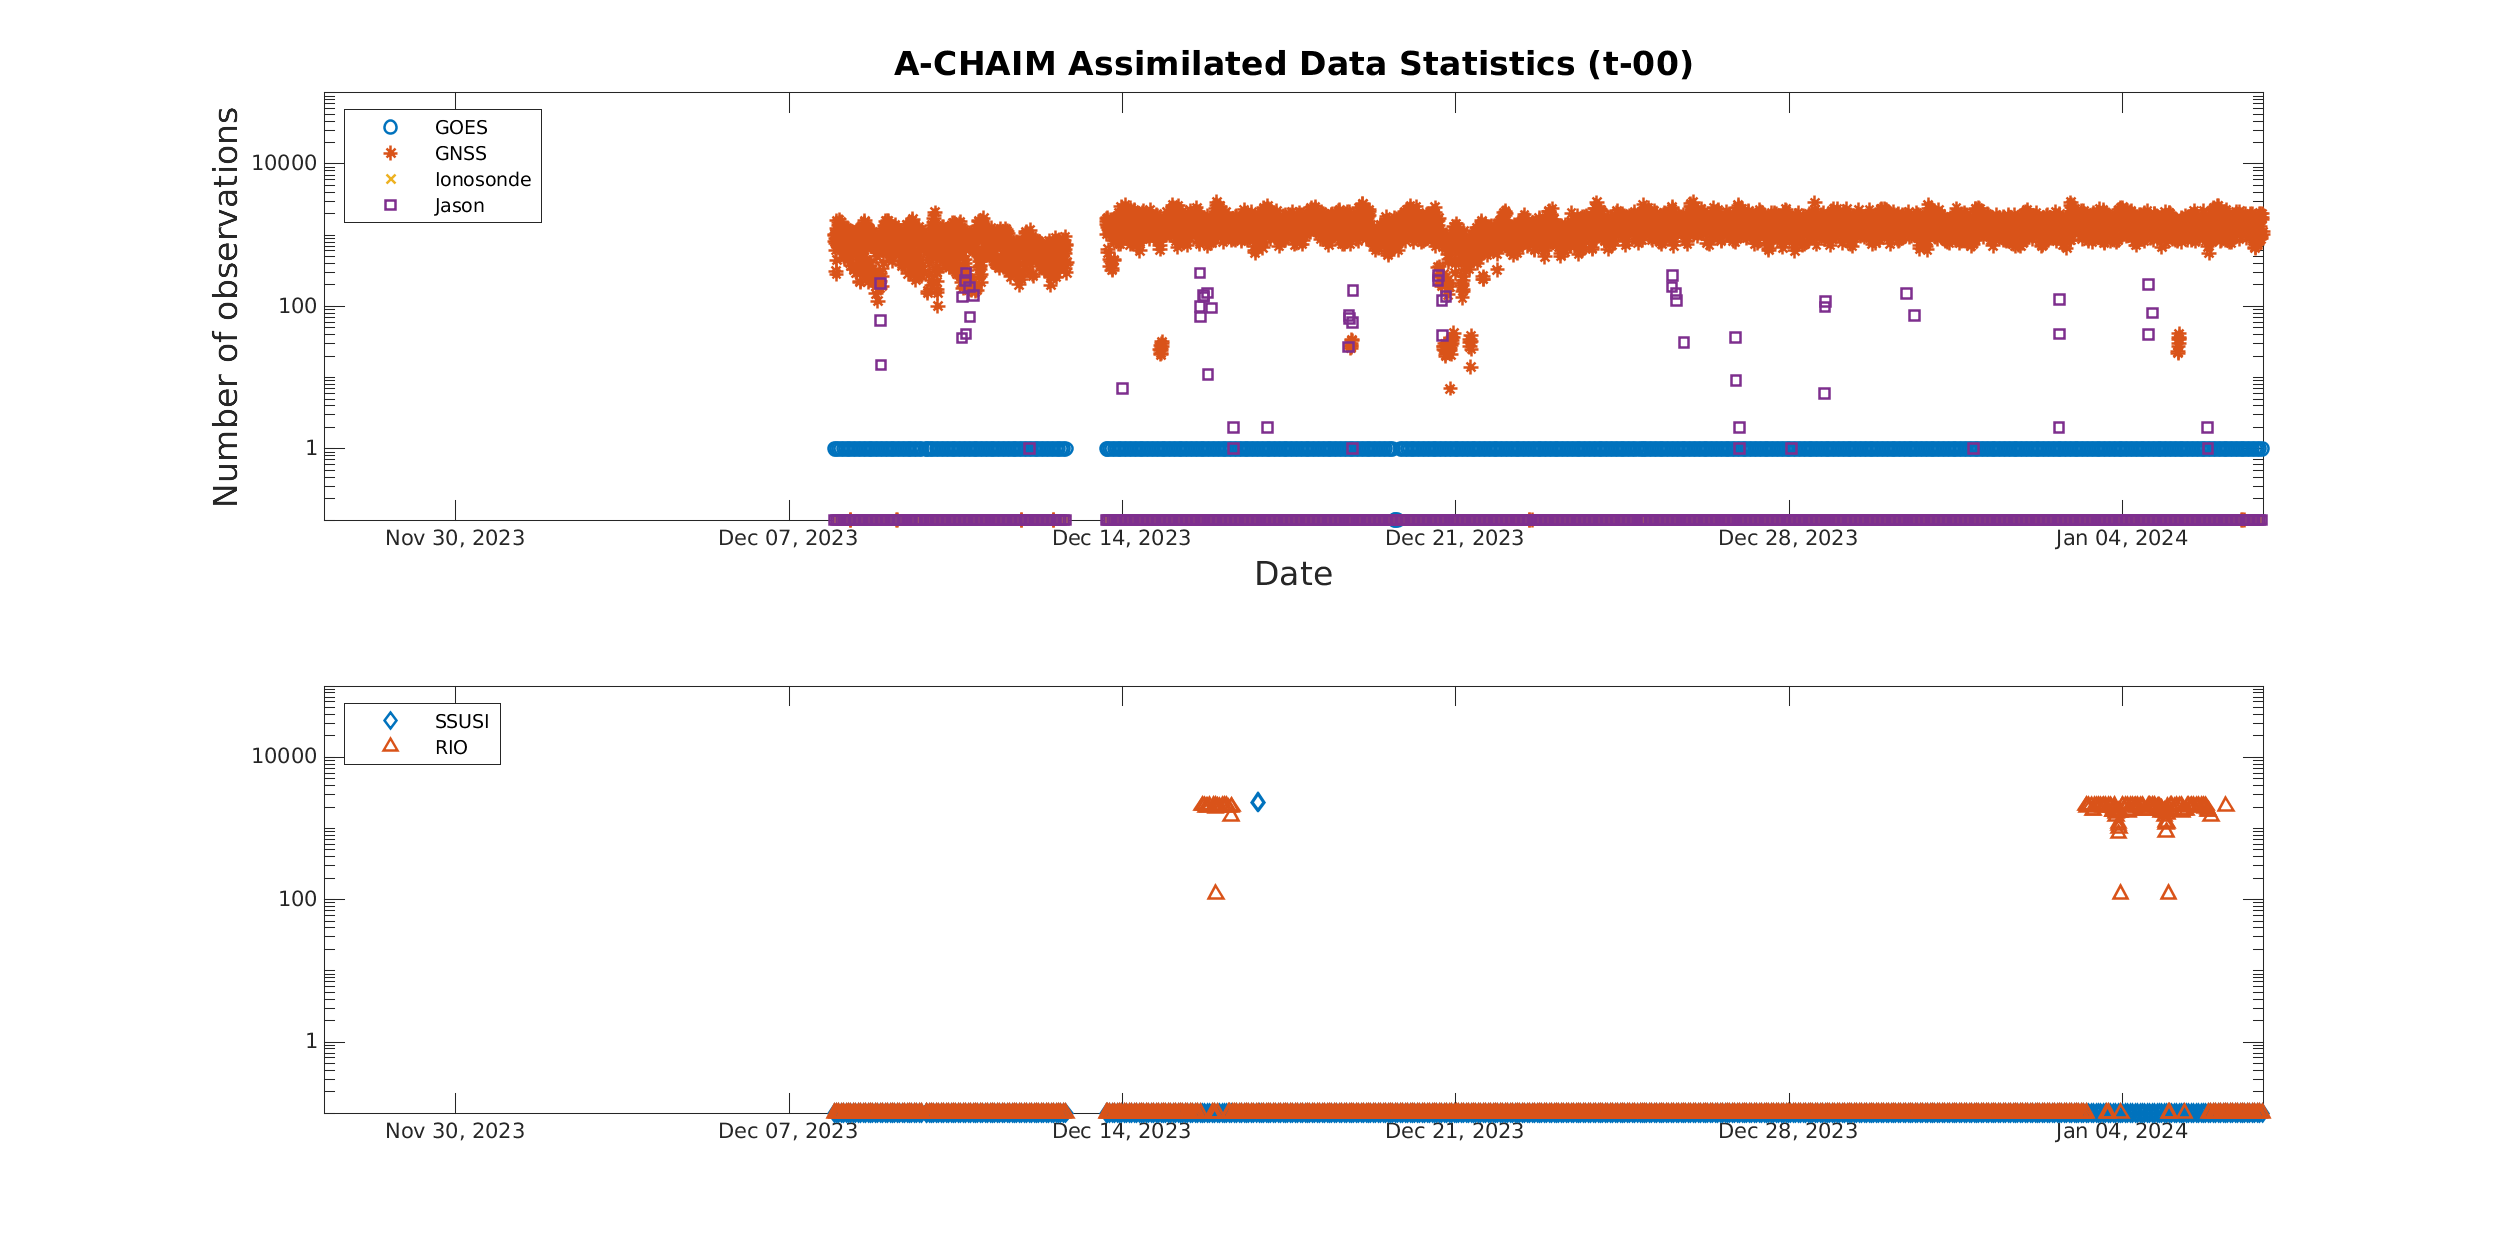 A-CHAIM Assimilated Data Statistics (t-00)
Number of observations
10000
100
1
GOES
GNSS
Ionosonde
Jason
Nov 30, 2023
Dec 07, 2023
Dec 14, 2023
Dec 21, 2023
Dec 28, 2023
Jan 04, 2024
Date
10000
100
1
SSUSI
RIO
Nov 30, 2023
Dec 07, 2023
Dec 14, 2023
Dec 21, 2023
Dec 28, 2023
Jan 04, 2024